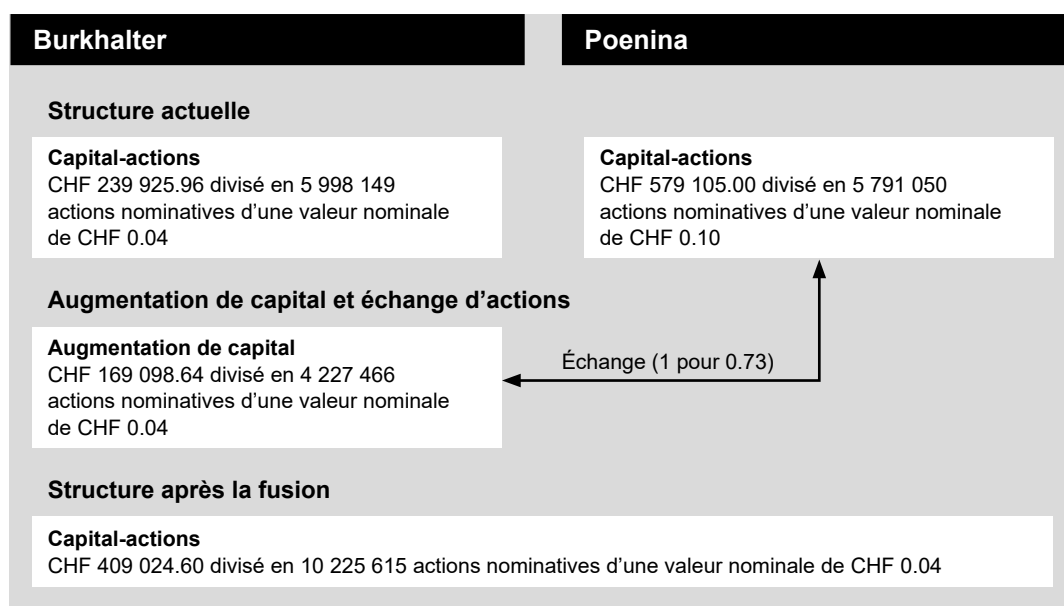 Burkhalter
Poenina
Structure actuelle
Capital-actions
CHF 239 925.96 divisé en 5 998 149
actions nominatives d’une valeur nominale
de CHF 0.04
Capital-actions
CHF 579 105.00 divisé en 5 791 050
actions nominatives d’une valeur nominale
de CHF 0.10
Augmentation de capital et échange d’actions
Augmentation de capital
CHF 169 098.64 divisé en 4 227 466
actions nominatives d’une valeur nominale
de CHF 0.04
Échange (1 pour 0.73)
Structure après la fusion
Capital-actions
CHF 409 024.60 divisé en 10 225 615 actions nominatives d’une valeur nominale de CHF 0.04